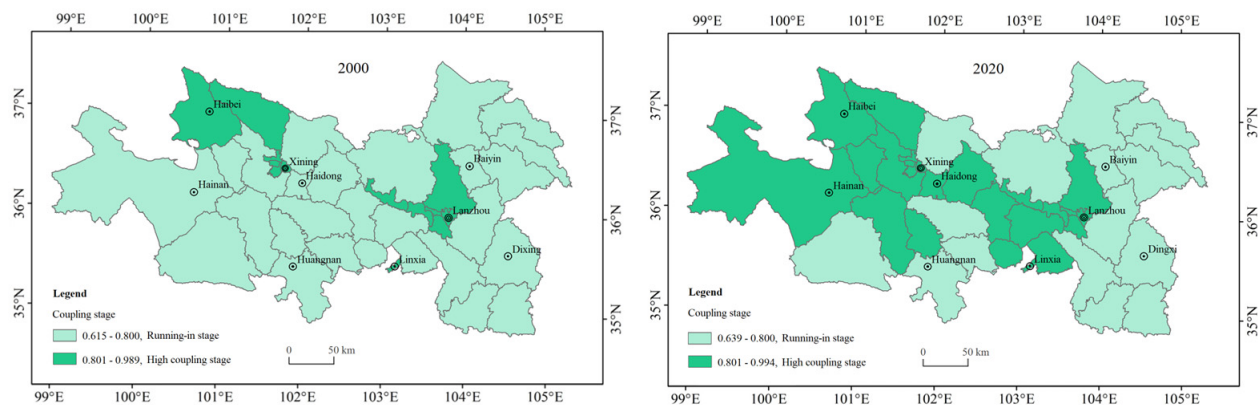 99°E 100°E 101°E 102°E 103°E 104°E 105°E
2000
37°N
36°N
35°N
37°N
36°N
35°N
Haibei
Xining
Baiyin
Hainan
Haidong
Lanzhou
Dixing
Huangnan
Linxia
Legend
Coupling stage
0.615 - 0.800, Running-in stage
0.801 - 0.989, High coupling stage
0 50 km
99°E 100°E 101°E 102°E 103°E 104°E 105°E
99°E 100°E 101°E 102°E 103°E 104°E 105°E
2020
37°N
36°N
35°N
37°N
36°N
35°N
Haibei
Xining
Baiyin
Hainan
Haidong
Lanzhou
Dingxi
Huangnan
Linxia
Legend
Coupling stage
0.639 - 0.800, Running-in stage
0.801 - 0.994, High coupling stage
0 50 km
99°E 100°E 101°E 102°E 103°E 104°E 105°E